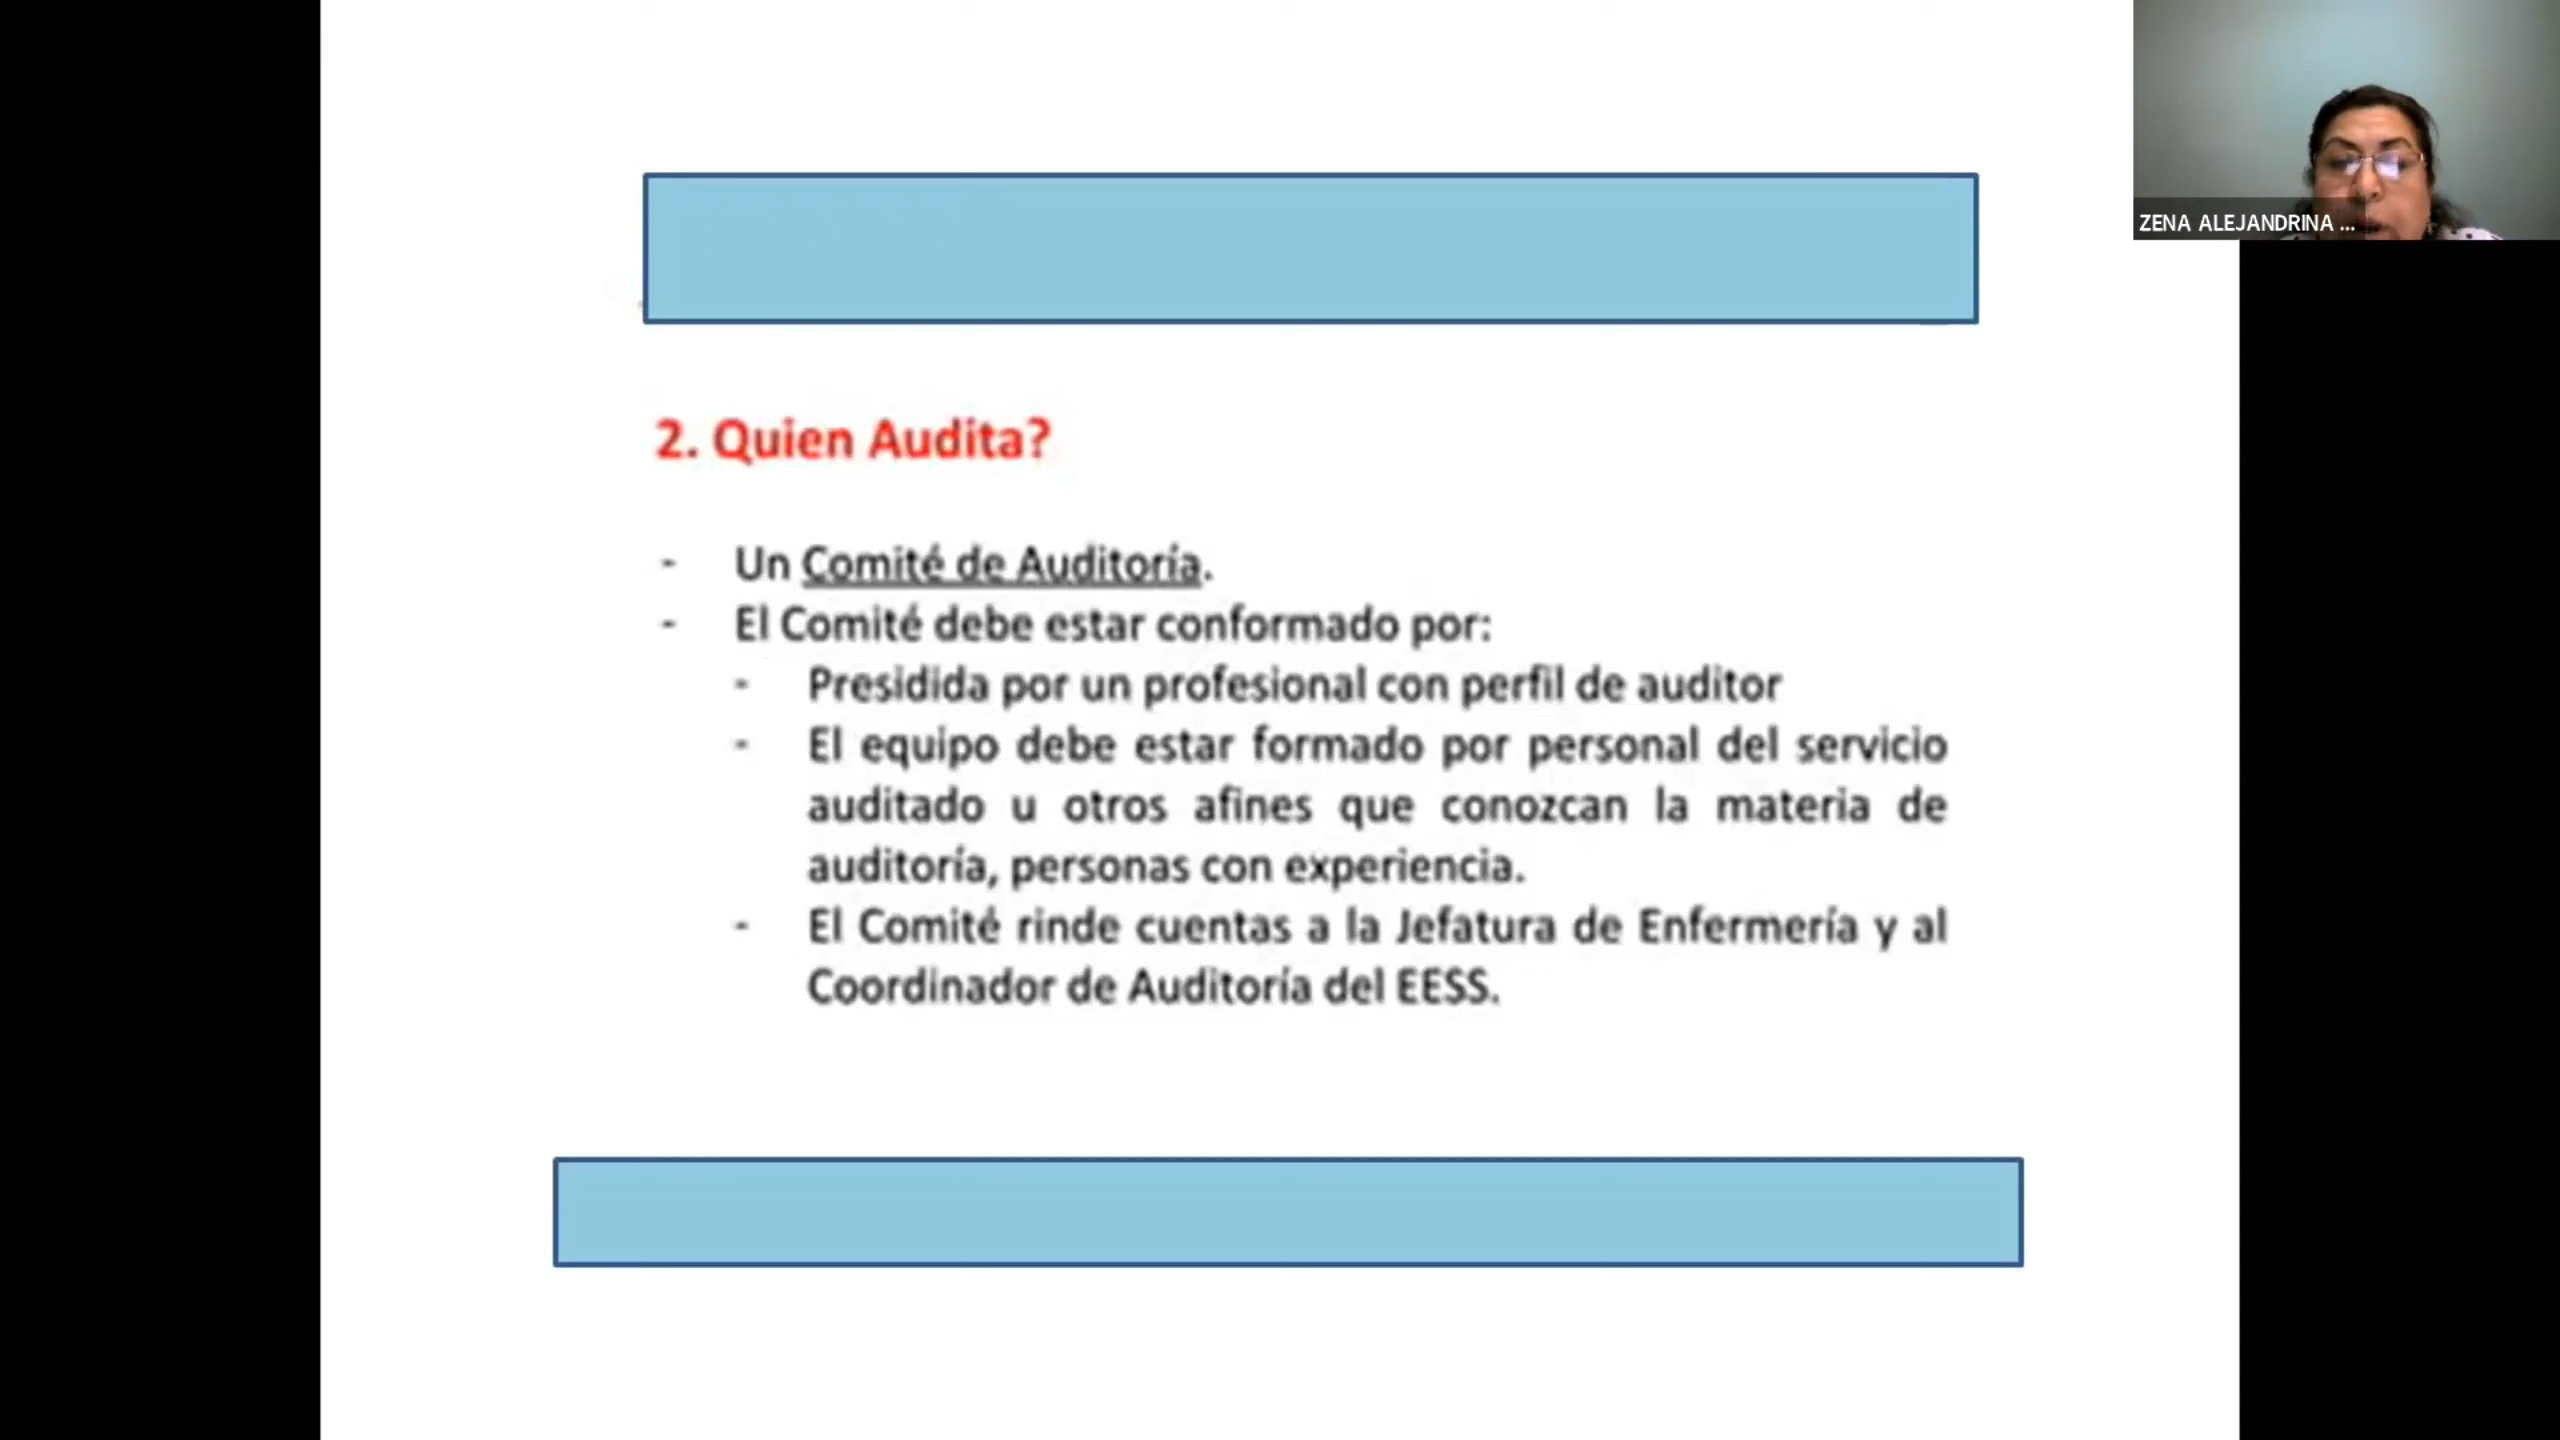 ZENA ALEJANDRINA ...
2. Quien Audita?
- Un Comité de Auditoría.
- El Comité debe estar conformado por:
- Presidida por un profesional con perfil de auditor
- El equipo debe estar formado por personal del servicio
auditado u otros afines que conozcan la materia de
auditoría, personas con experiencia.
- El Comité rinde cuentas a la Jefatura de Enfermería y al
Coordinador de Auditoría del EESS.